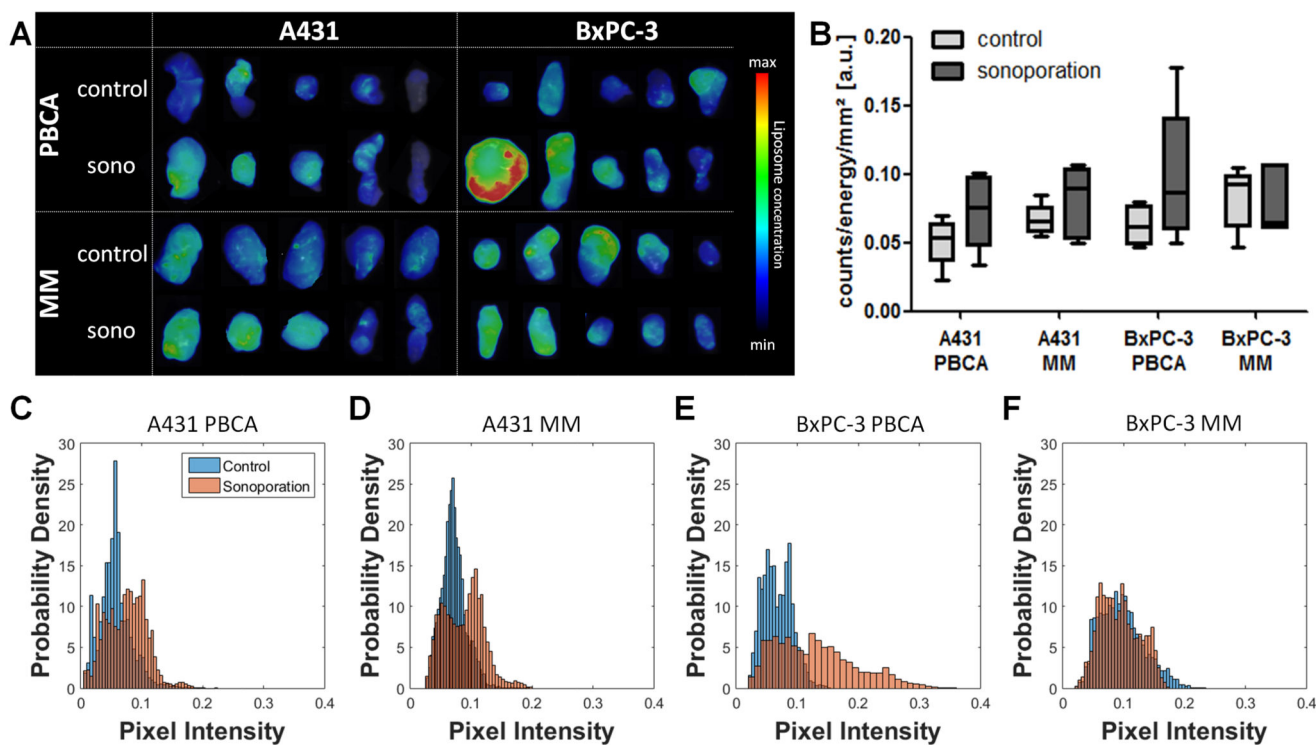 A
A431
BxPC-3
PBCA
control
sono
MM
control
sono
max
Liposome concentration
min
B
counts/energy/mm² [a.u.]
0.20
0.15
0.10
0.05
0.00
control
sonoporation
A431
PBCA
A431
MM
BxPC-3
PBCA
BxPC-3
MM
C
A431 PBCA
Probability Density
30
25
20
15
10
5
0
Control
Sonoporation
0 0.1 0.2 0.3 0.4
Pixel Intensity
D
A431 MM
Probability Density
30
25
20
15
10
5
0
0 0.1 0.2 0.3 0.4
Pixel Intensity
E
BxPC-3 PBCA
Probability Density
30
25
20
15
10
5
0
0 0.1 0.2 0.3 0.4
Pixel Intensity
F
BxPC-3 MM
Probability Density
30
25
20
15
10
5
0
0 0.1 0.2 0.3 0.4
Pixel Intensity